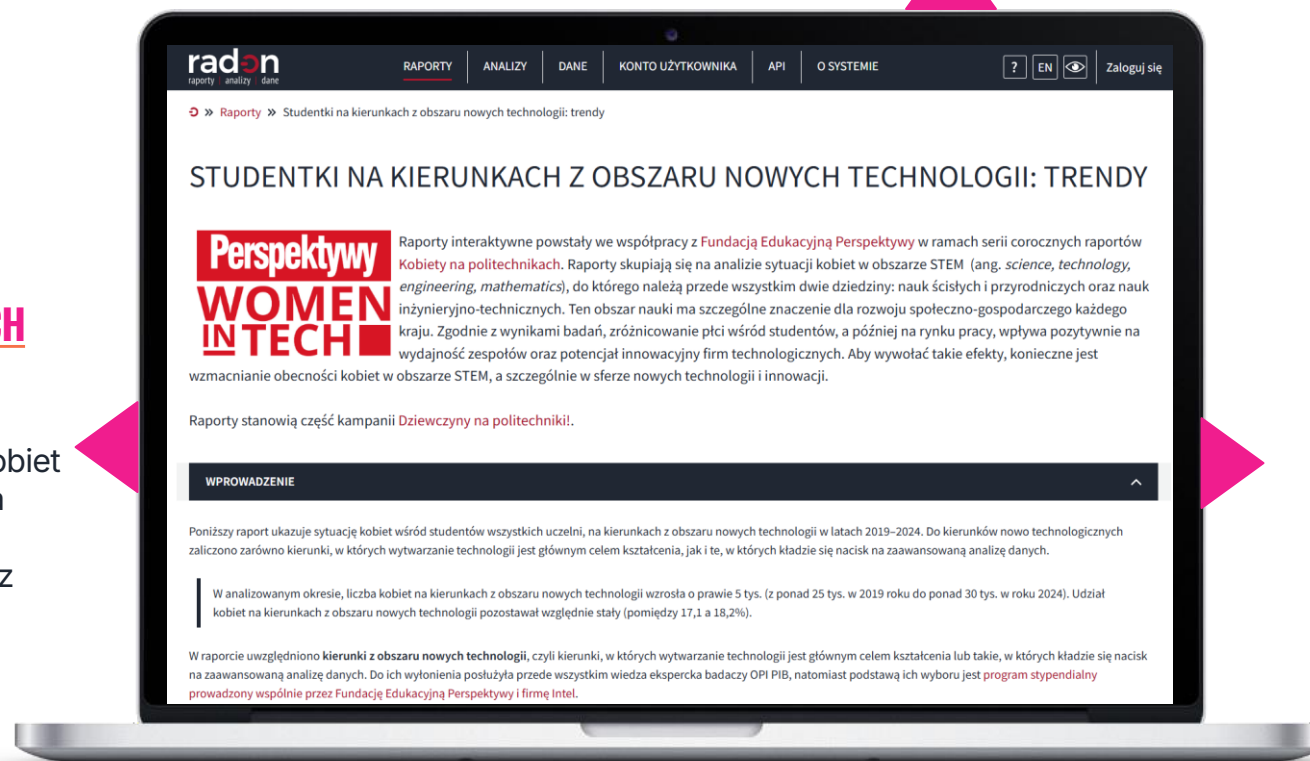 CH
obiet
z
radon
raporty | analizy | dane
RAPORTY
ANALIZY
DANE
KONTO UŻYTKOWNIKA
API
O SYSTEMIE
?
EN
Zaloguj się
» Raporty » Studentki na kierunkach z obszaru nowych technologii: trendy
STUDENTKI NA KIERUNKACH Z OBSZARU NOWYCH TECHNOLOGII: TRENDY
Perspektywy
WOMEN
IN TECH
Raporty interaktywne powstały we współpracy z Fundacją Edukacyjną Perspektywy w ramach serii corocznych raportów
Kobiety na politechnikach. Raporty skupiają się na analizie sytuacji kobiet w obszarze STEM (ang. science, technology,
engineering, mathematics), do którego należą przede wszystkim dwie dziedziny: nauk ścisłych i przyrodniczych oraz nauk
inżynieryjno-technicznych. Ten obszar nauki ma szczególne znaczenie dla rozwoju społeczno-gospodarczego każdego
kraju. Zgodnie z wynikami badań, zróżnicowanie płci wśród studentów, a później na rynku pracy, wpływa pozytywnie na
wydajność zespołów oraz potencjał innowacyjny firm technologicznych. Aby wywołać takie efekty, konieczne jest
wzmacnianie obecności kobiet w obszarze STEM, a szczególnie w sferze nowych technologii i innowacji.
Raporty stanowią część kampanii Dziewczyny na politechniki!.
WPROWADZENIE
Poniższy raport ukazuje sytuację kobiet wśród studentów wszystkich uczelni, na kierunkach z obszaru nowych technologii w latach 2019–2024. Do kierunków nowo technologicznych
zaliczono zarówno kierunki, w których wytwarzanie technologii jest głównym celem kształcenia, jak i te, w których kładzie się nacisk na zaawansowaną analizę danych.
W analizowanym okresie, liczba kobiet na kierunkach z obszaru nowych technologii wzrosła o prawie 5 tys. (z ponad 25 tys. w 2019 roku do ponad 30 tys. w roku 2024). Udział
kobiet na kierunkach z obszaru nowych technologii pozostawał względnie stały (pomiędzy 17,1 a 18,2%).
W raporcie uwzględniono kierunki z obszaru nowych technologii, czyli kierunki, w których wytwarzanie technologii jest głównym celem kształcenia lub takie, w których kładzie się nacisk
na zaawansowaną analizę danych. Do ich wyłonienia posłużyła przede wszystkim wiedza ekspercka badaczy OPI PIB, natomiast podstawą ich wyboru jest program stypendialny
prowadzony wspólnie przez Fundację Edukacyjną Perspektywy i firmę Intel.